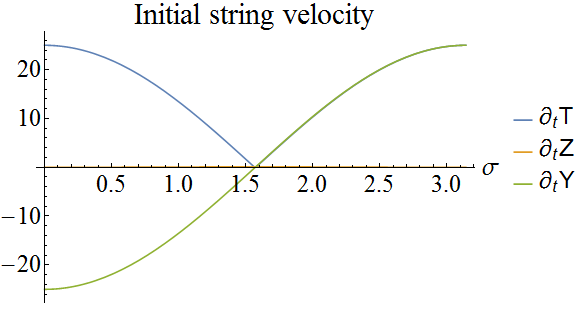 Initial string velocity
20
10
−10
−20
0.5 1.0 1.5 2.0 2.5 3.0
σ
∂tT
∂tZ
∂tY